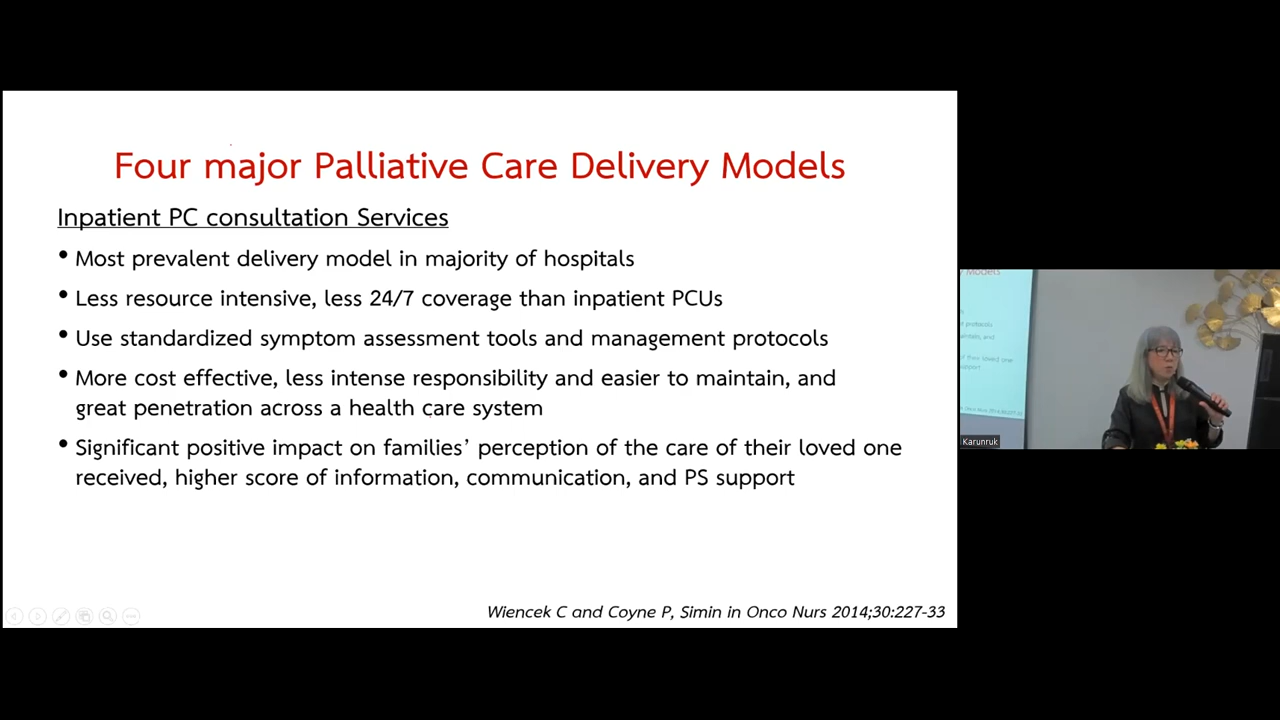 Four major Palliative Care Delivery Models
Inpatient PC consultation Services
• Most prevalent delivery model in majority of hospitals
• Less resource intensive, less 24/7 coverage than inpatient PCUs
• Use standardized symptom assessment tools and management protocols
• More cost effective, less intense responsibility and easier to maintain, and
great penetration across a health care system
• Significant positive impact on families’ perception of the care of their loved one
received, higher score of information, communication, and PS support
Wiencek C and Coyne P, Simin in Onco Nurs 2014;30:227-33
Models
Karunruk